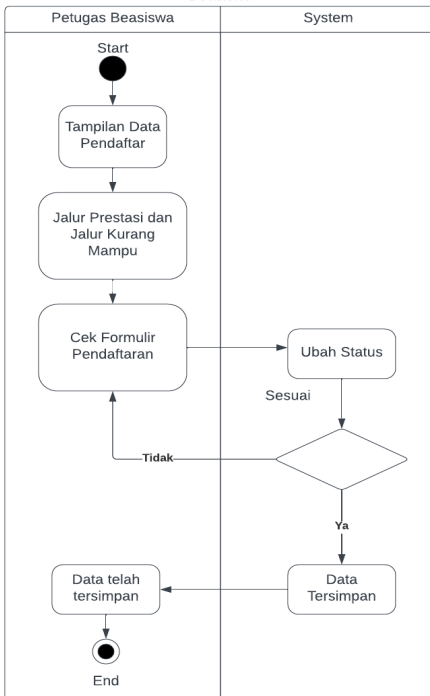 Petugas Beasiswa
System
Start
Tampilan Data
Pendaftar
Jalur Prestasi dan
Jalur Kurang
Mampu
Cek Formulir
Pendaftaran
Ubah Status
Sesuai
Tidak
Ya
Data telah
tersimpan
Data
Tersimpan
End